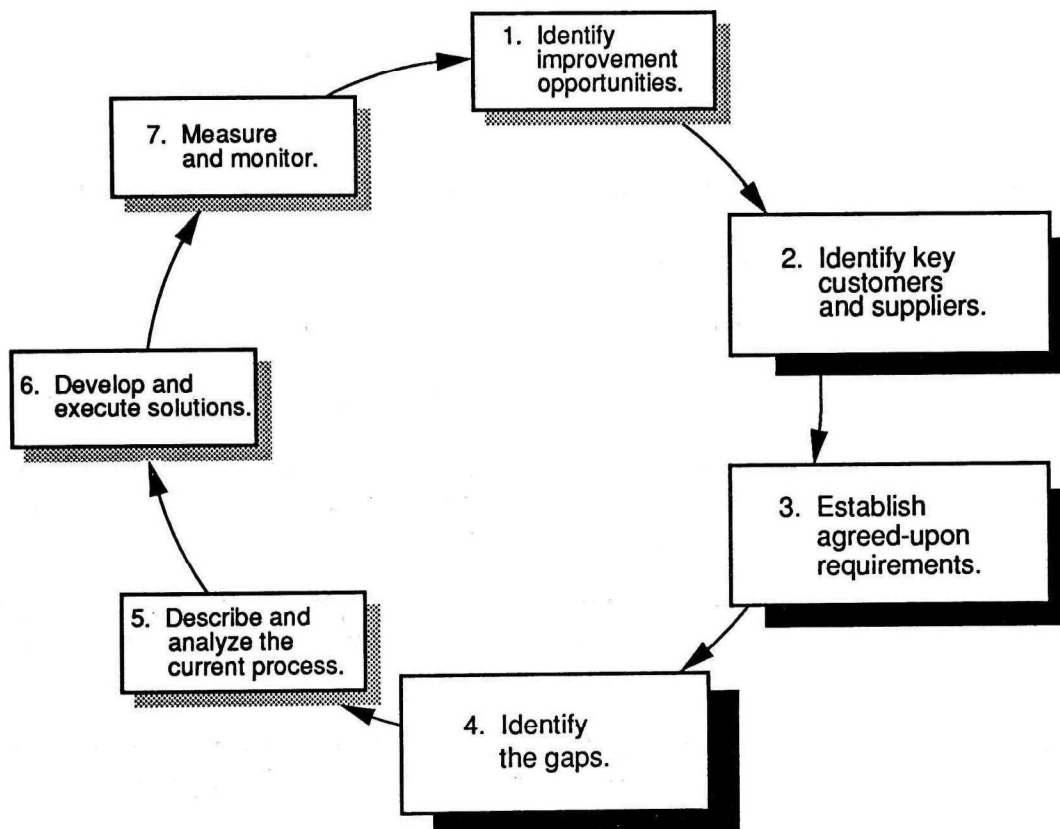 1. Identify
improvement
opportunities.
2. Identify key
customers
and suppliers.
3. Establish
agreed-upon
requirements.
4. Identify
the gaps.
5. Describe and
analyze the
current process.
6. Develop and
execute solutions.
7. Measure
and monitor.